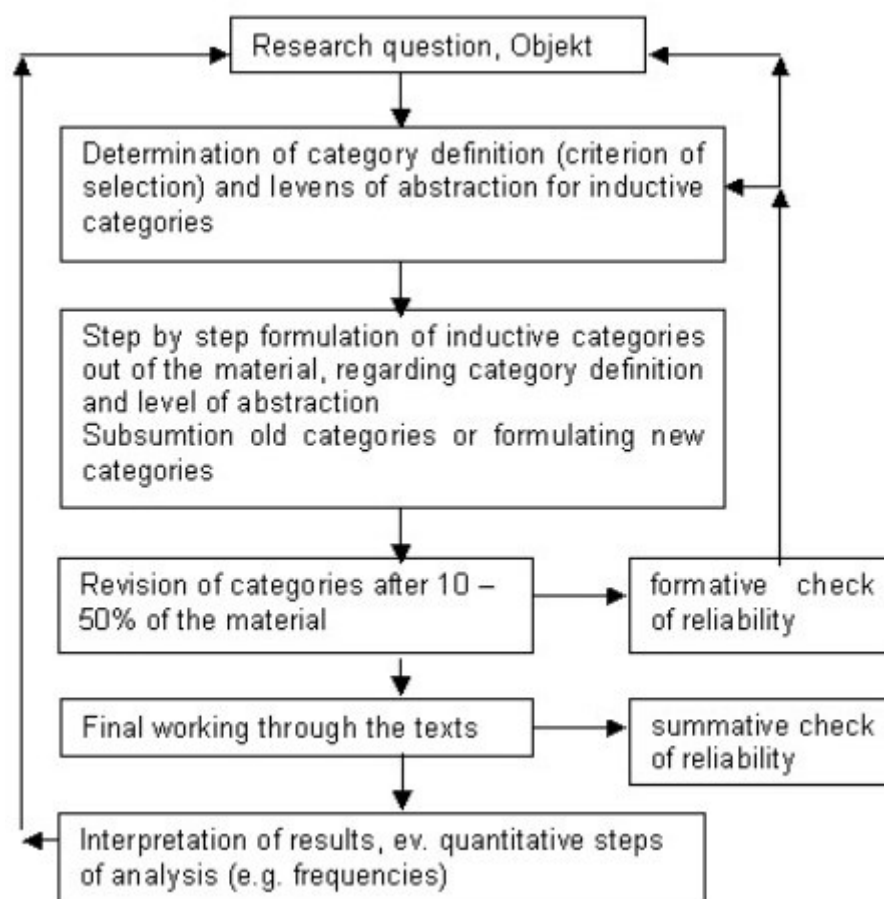 Research question, Objekt
Determination of category definition (criterion of
selection) and levens of abstraction for inductive
categories
Step by step formulation of inductive categories
out of the material, regarding category definition
and level of abstraction
Subsumtion old categories or formulating new
categories
Revision of categories after 10 –
50% of the material
formative check
of reliability
Final working through the texts
summative check
of reliability
Interpretation of results, ev. quantitative steps
of analysis (e.g. frequencies)